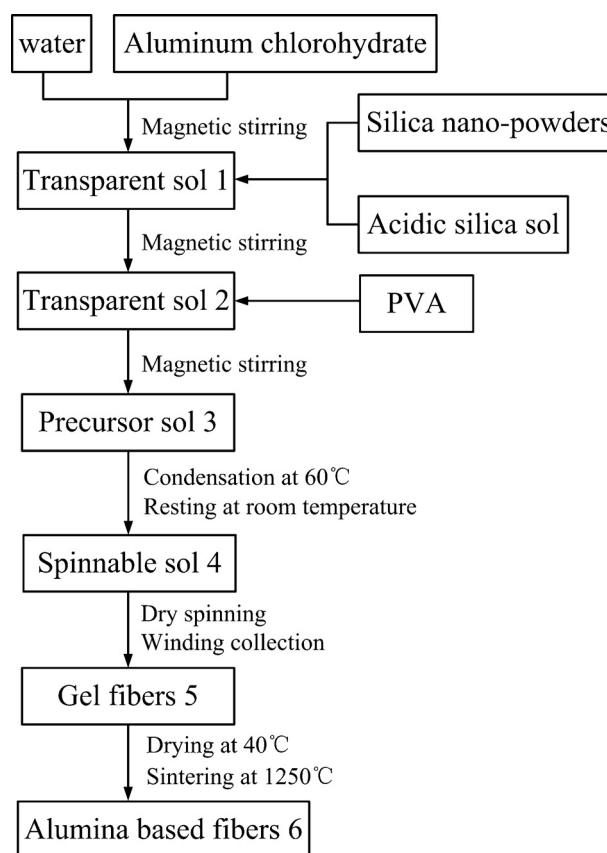 water
Aluminum chlorohydrate
Magnetic stirring
Silica nano-powders
Transparent sol 1
Acidic silica sol
Magnetic stirring
Transparent sol 2
PVA
Magnetic stirring
Precursor sol 3
Condensation at 60℃
Resting at room temperature
Spinnable sol 4
Dry spinning
Winding collection
Gel fibers 5
Drying at 40℃
Sintering at 1250℃
Alumina based fibers 6